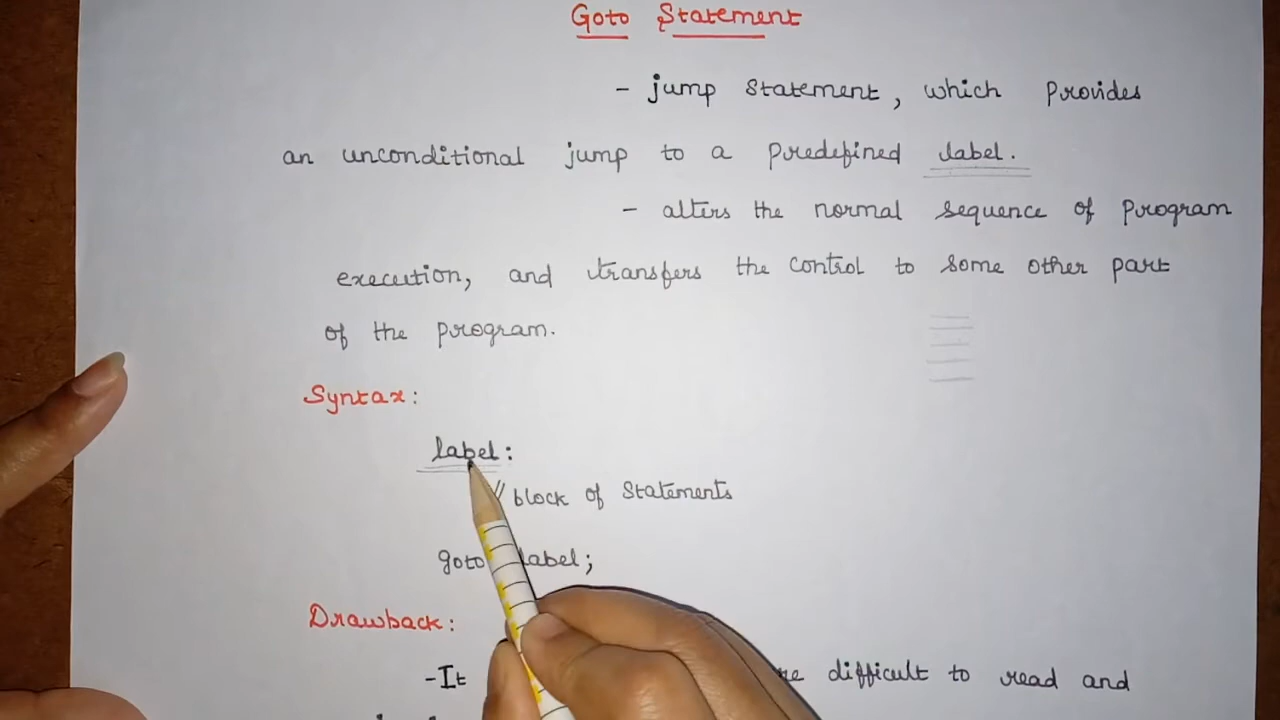 Goto Statement
- jump Statement, which provides
an unconditional jump to a predefined label.
- alters the normal sequence of program
execution, and transfers the control to some other part
of the program.
Syntax:
label:
// block of Statements
goto label;
Drawback:
-It difficult to read and